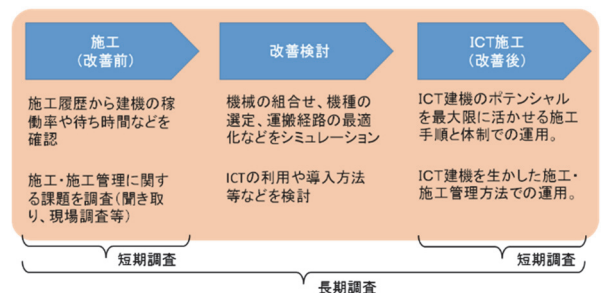 施工
(改善前)
施工履歴から建機の稼
働率や待ち時間などを
確認
施工・施工管理に関す
る課題を調査(聞き取
り、現場調査等)
改善検討
機械の組合せ、機種の
選定、運搬経路の最適
化などをシミュレーション
ICTの利用や導入方法
等などを検討
ICT施工
(改善後)
ICT建機のポテンシャル
を最大限に活かせる施工
手順と体制での運用。
ICT建機を生かした施工・
施工管理方法での運用。
短期調査
短期調査
長期調査